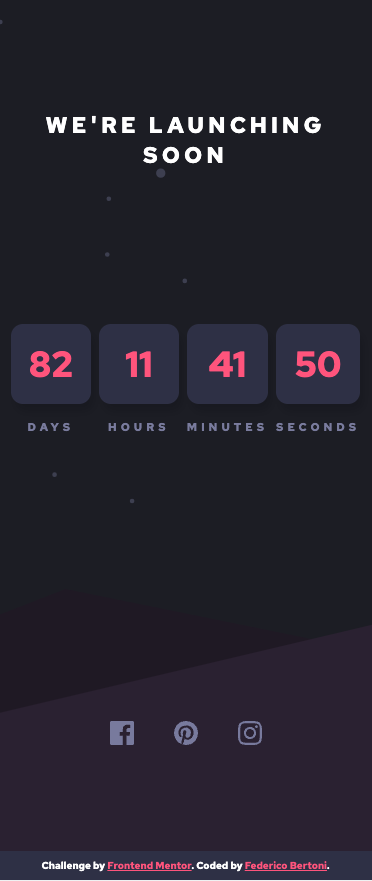 WE'RE LAUNCHING
SOON
82 11 41 50
DAYS HOURS MINUTES SECONDS
Challenge by Frontend Mentor. Coded by Federico Bertoni.